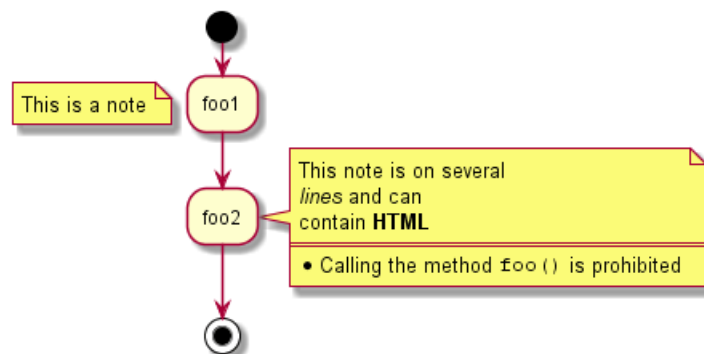 This is a note
foo1
foo2
This note is on several
lines and can
contain HTML
• Calling the method foo() is prohibited